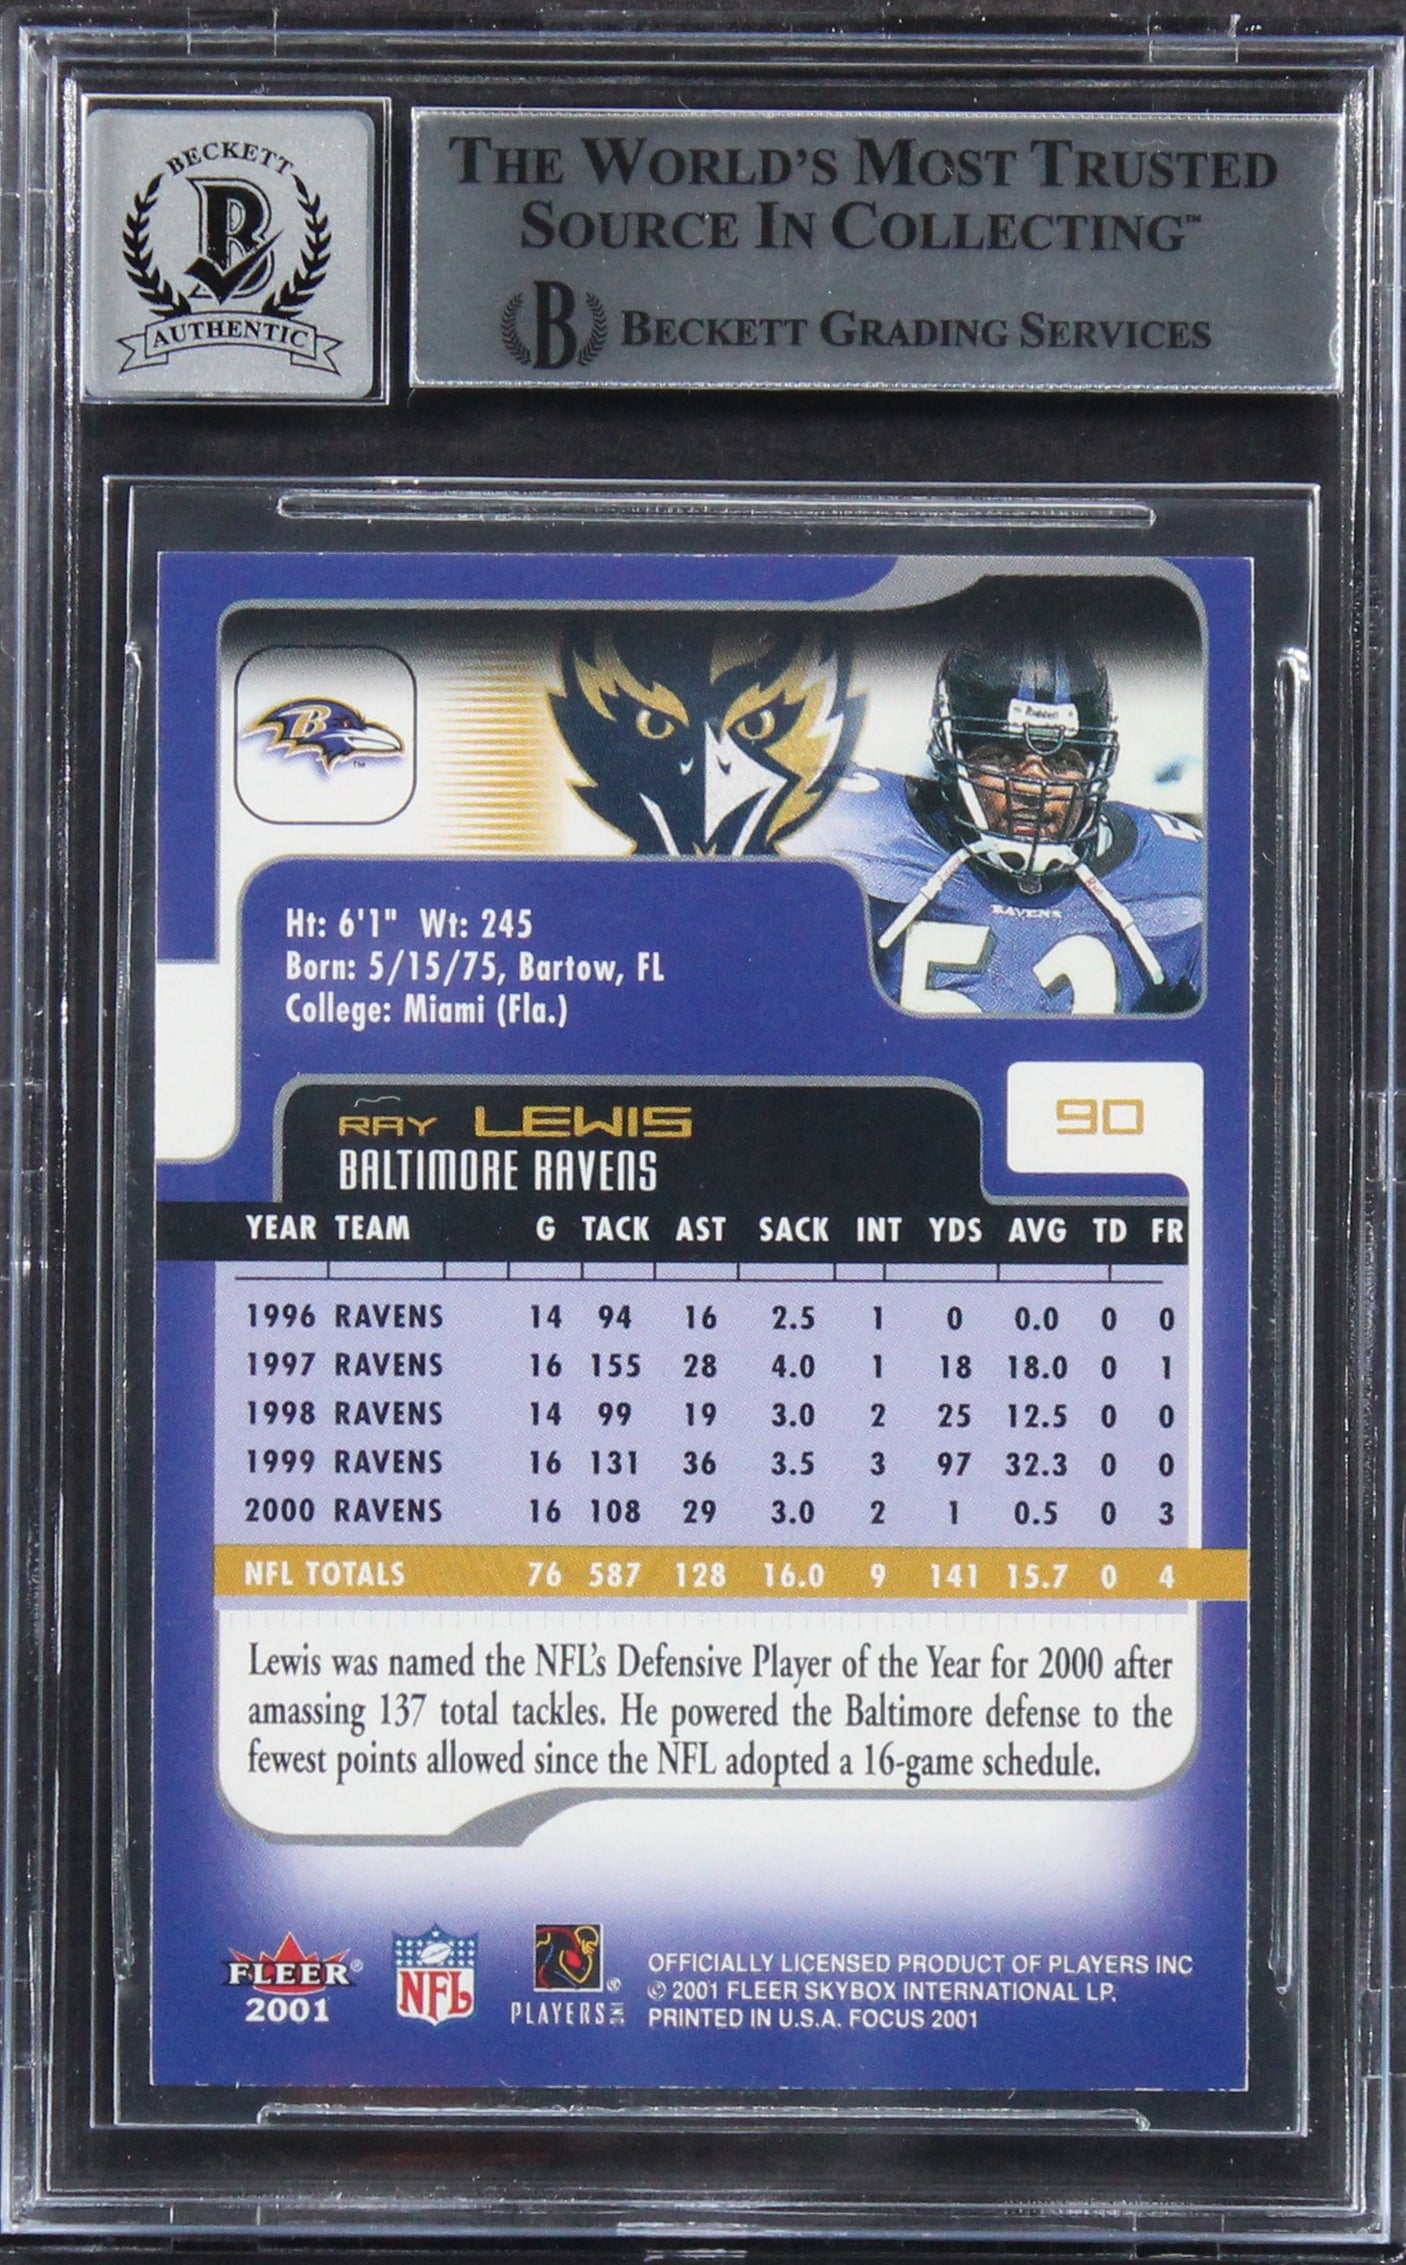 BECKETT
B
AUTHENTIC
THE WORLD'S MOST TRUSTED
SOURCE IN COLLECTING™
B BECKETT GRADING SERVICES
B
TM
Riddell
RAVENS
52
Ht: 6'1" Wt: 245
Born: 5/15/75, Bartow, FL
College: Miami (Fla.)
RAY LEWIS
BALTIMORE RAVENS
90
YEAR TEAM G TACK AST SACK INT YDS AVG TD FR
1996 RAVENS 14 94 16 2.5 1 0 0.0 0 0
1997 RAVENS 16 155 28 4.0 1 18 18.0 0 1
1998 RAVENS 14 99 19 3.0 2 25 12.5 0 0
1999 RAVENS 16 131 36 3.5 3 97 32.3 0 0
2000 RAVENS 16 108 29 3.0 2 1 0.5 0 3
NFL TOTALS 76 587 128 16.0 9 141 15.7 0 4
Lewis was named the NFL's Defensive Player of the Year for 2000 after
amassing 137 total tackles. He powered the Baltimore defense to the
fewest points allowed since the NFL adopted a 16-game schedule.
FLEER®
2001
NFL
PLAYERS INC ®
OFFICIALLY LICENSED PRODUCT OF PLAYERS INC
© 2001 FLEER SKYBOX INTERNATIONAL LP.
PRINTED IN U.S.A. FOCUS 2001